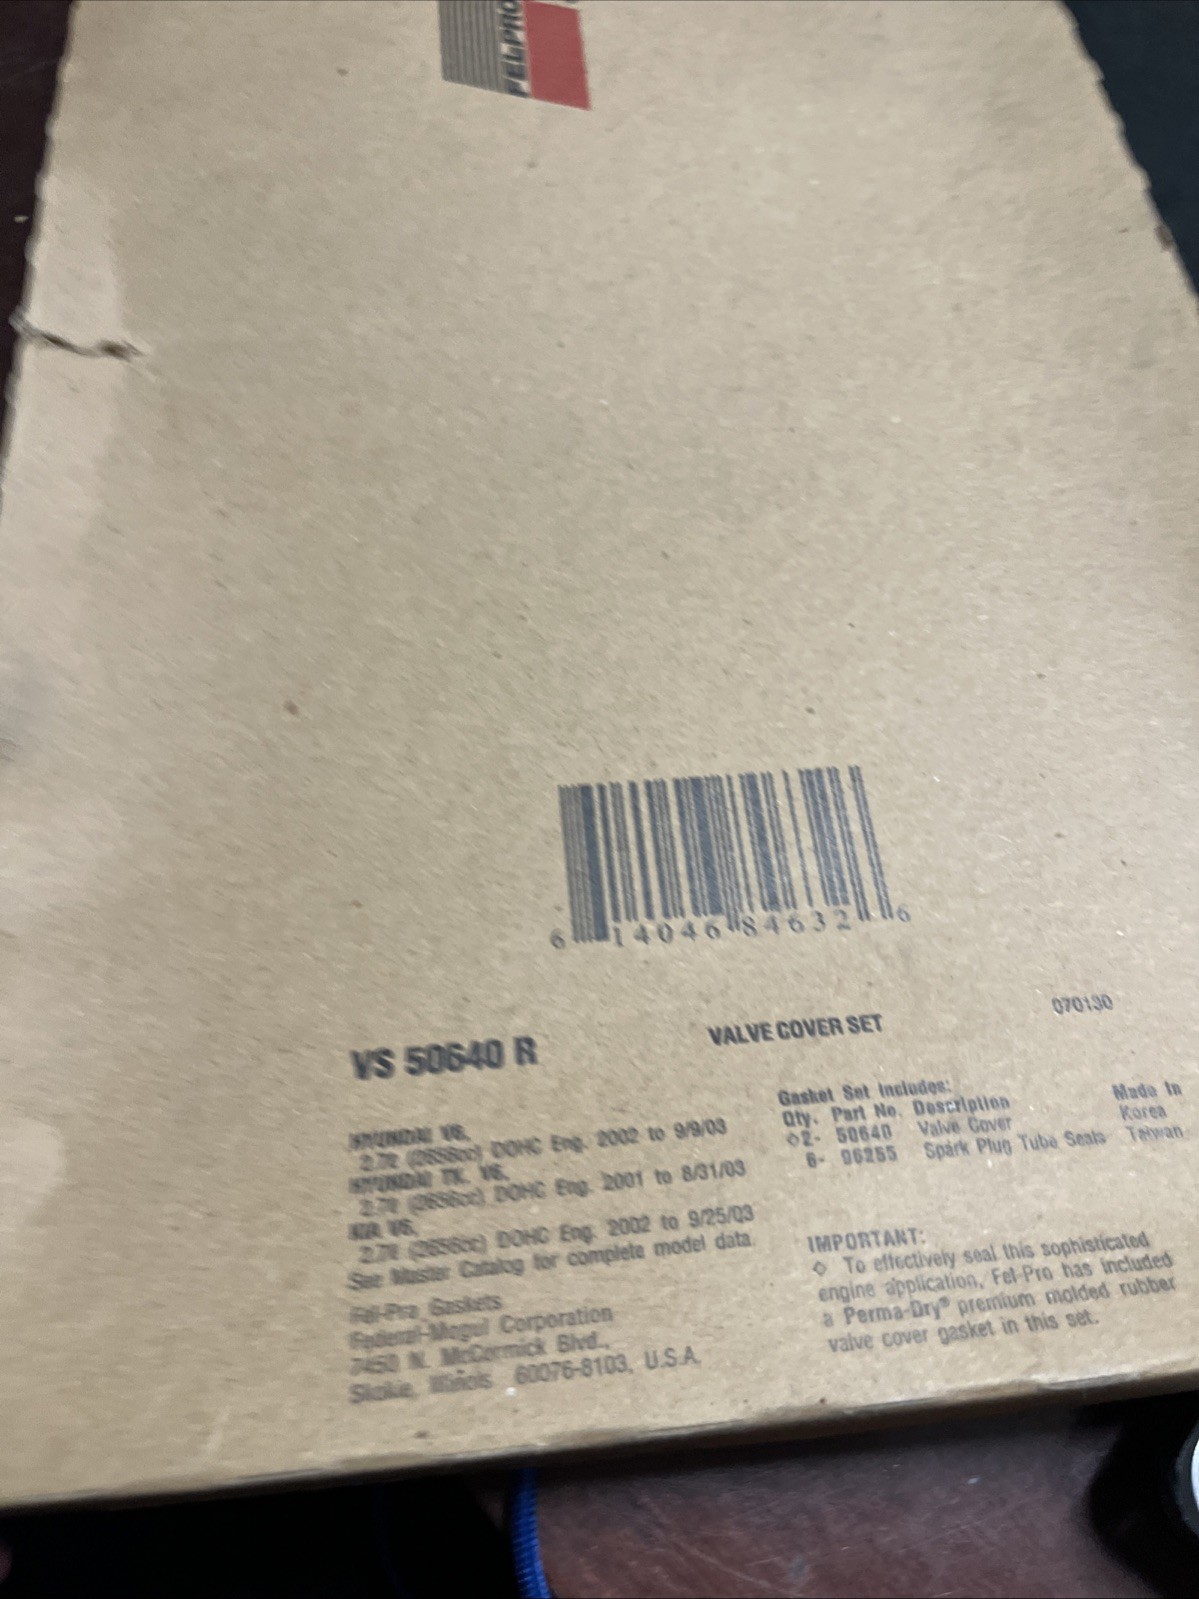 FEL-PRO
6 14046 84632 6
070130
VS 50640 R
VALVE COVER SET
HYUNDAI V6,
2.7ℓ (2656cc) DOHC Eng. 2002 to 9/9/03
HYUNDAI TK. V6,
2.7ℓ (2656cc) DOHC Eng. 2001 to 8/31/03
KIA V6,
2.7ℓ (2656cc) DOHC Eng. 2002 to 9/25/03
See Master Catalog for complete model data.
Fel-Pro Gaskets
Federal-Mogul Corporation
7450 N. McCormick Blvd.,
Skokie, Illinois 60076-8103, U.S.A.
Gasket Set Includes:
Qty. Part No. Description Made In
◇2- 50640 Valve Cover Korea
6- 96255 Spark Plug Tube Seals Taiwan
IMPORTANT:
◇ To effectively seal this sophisticated
engine application, Fel-Pro has included
a Perma-Dry® premium molded rubber
valve cover gasket in this set.